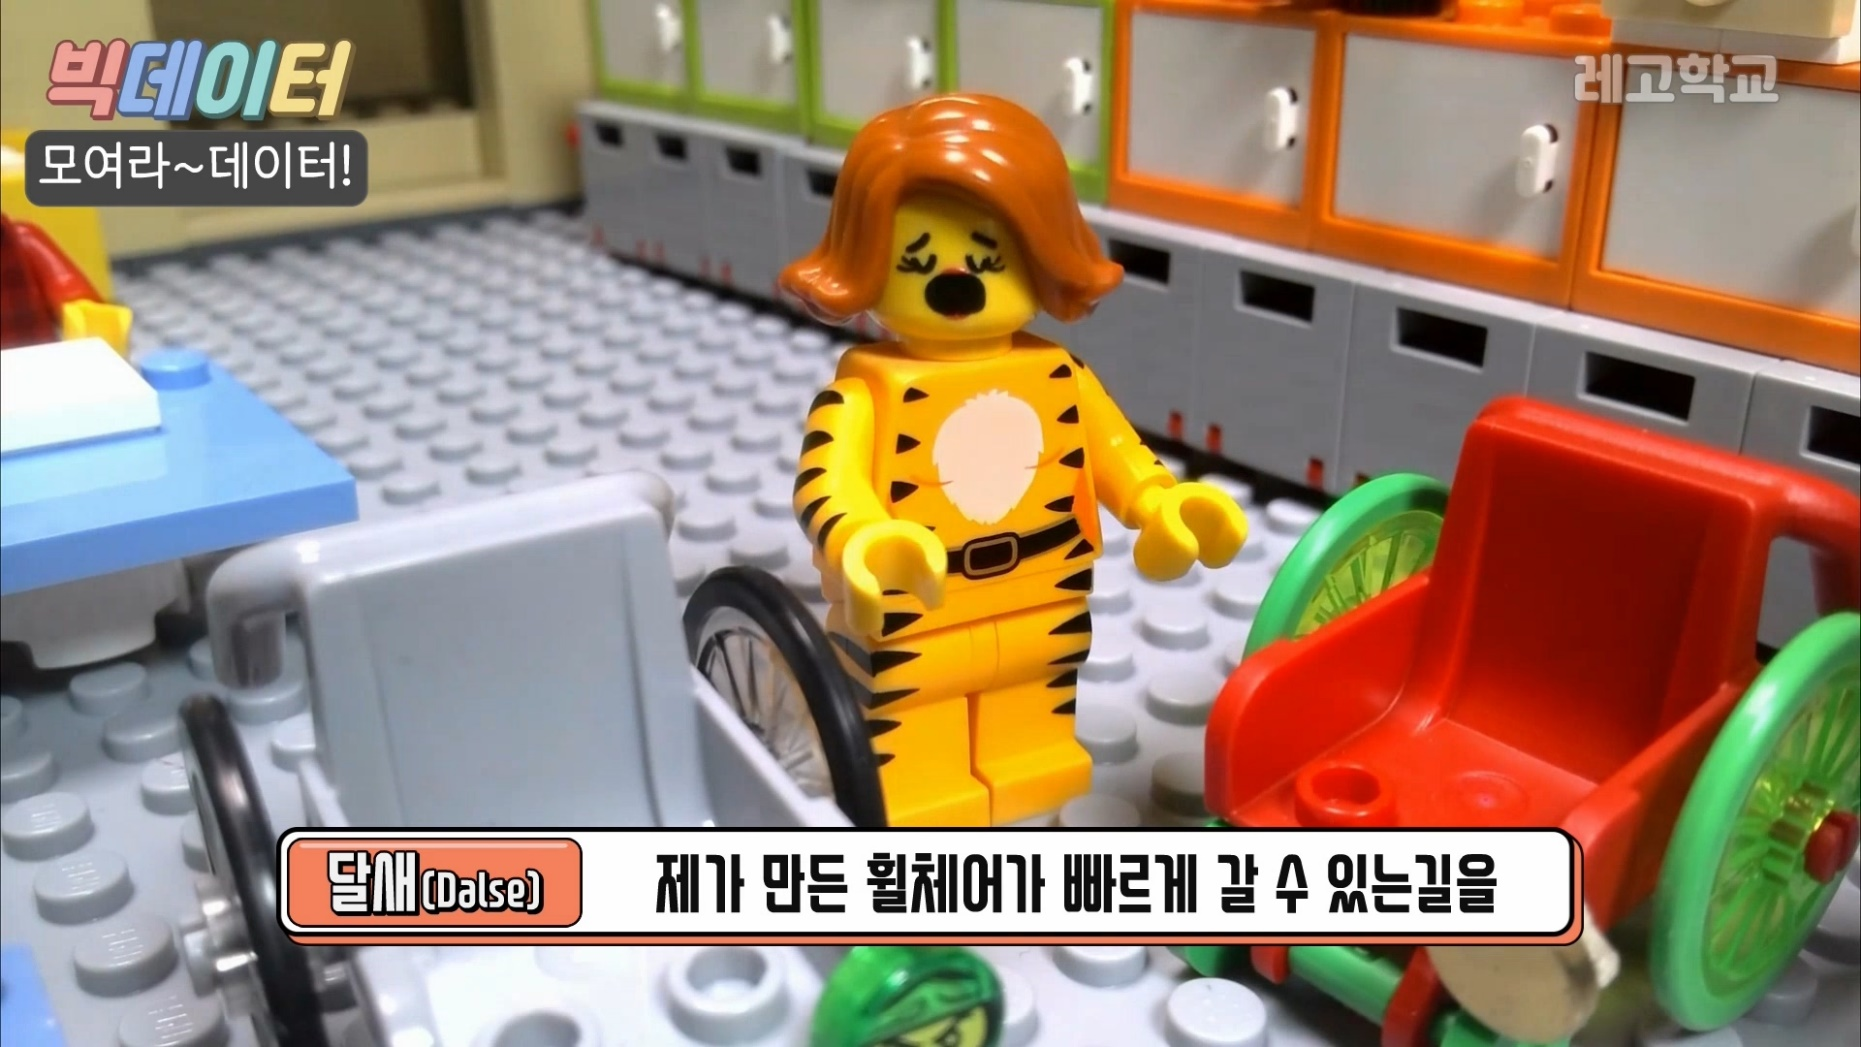 빅데이터
모여라~데이터!
레고학교
달새(Dalse)
제가 만든 휠체어가 빠르게 갈 수 있는길을